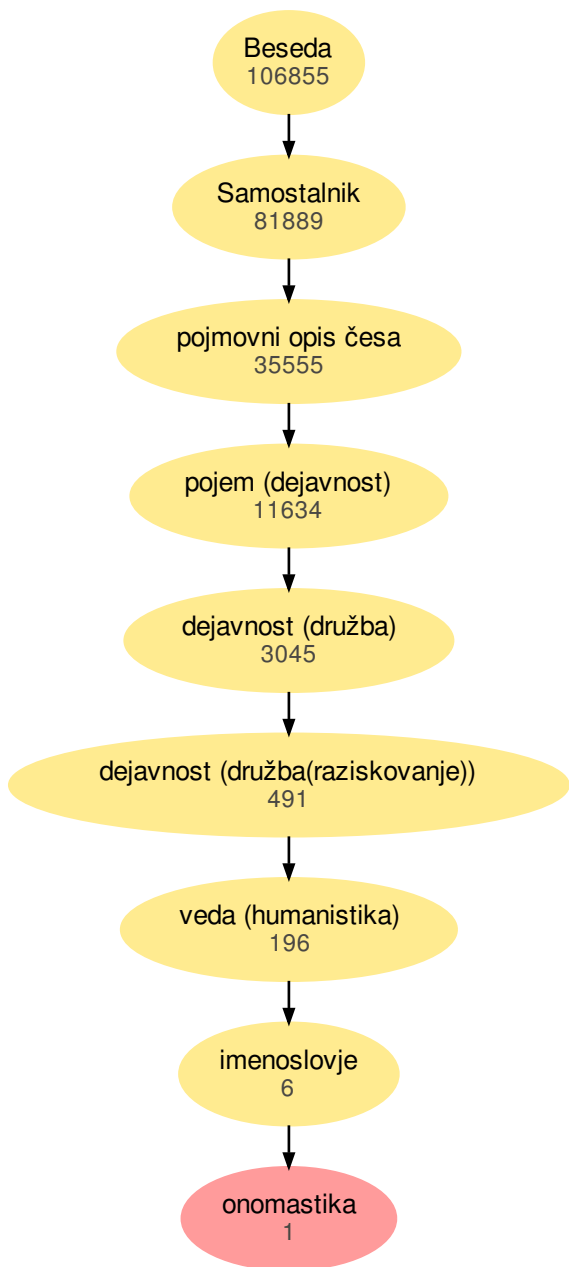 Beseda
106855
Samostalnik
81889
pojmovni opis česa
35555
pojem (dejavnost)
11634
dejavnost (družba)
3045
dejavnost (družba(raziskovanje))
491
veda (humanistika)
196
imenoslovje
6
onomastika
1